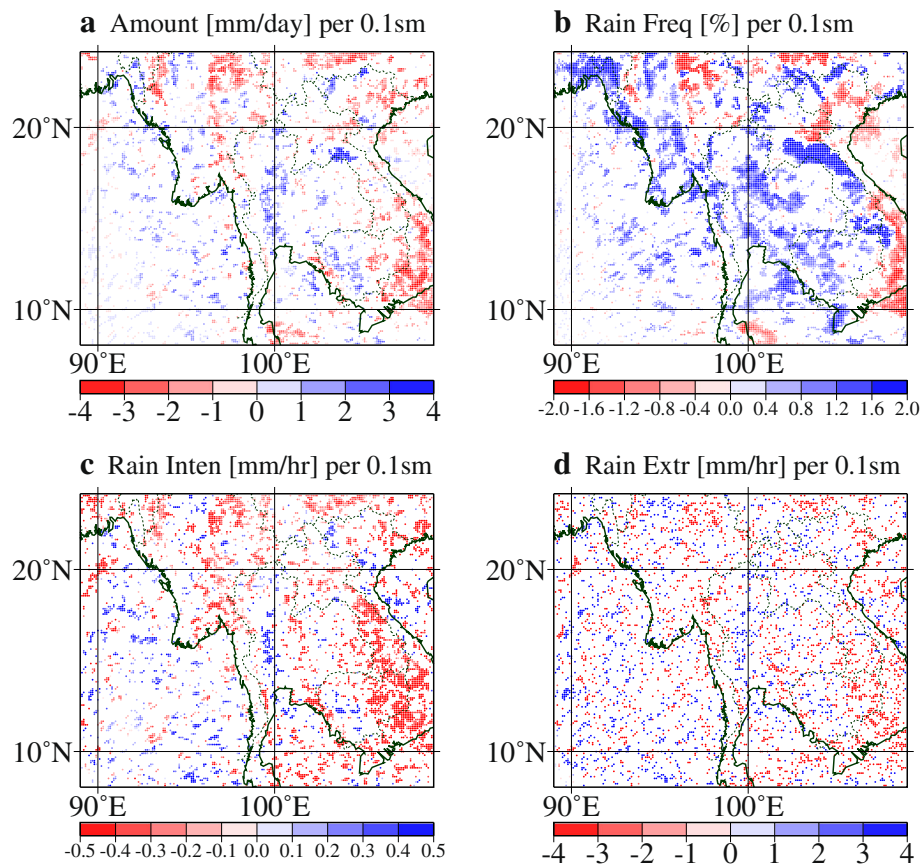 a Amount [mm/day] per 0.1sm
b Rain Freq [%] per 0.1sm
20°N
10°N
90°E
100°E
-4 -3 -2 -1 0 1 2 3 4
20°N
10°N
90°E
100°E
-2.0 -1.6 -1.2 -0.8 -0.4 0.0 0.4 0.8 1.2 1.6 2.0
c Rain Inten [mm/hr] per 0.1sm
d Rain Extr [mm/hr] per 0.1sm
20°N
10°N
90°E
100°E
-0.5 -0.4 -0.3 -0.2 -0.1 0.0 0.1 0.2 0.3 0.4 0.5
20°N
10°N
90°E
100°E
-4 -3 -2 -1 0 1 2 3 4